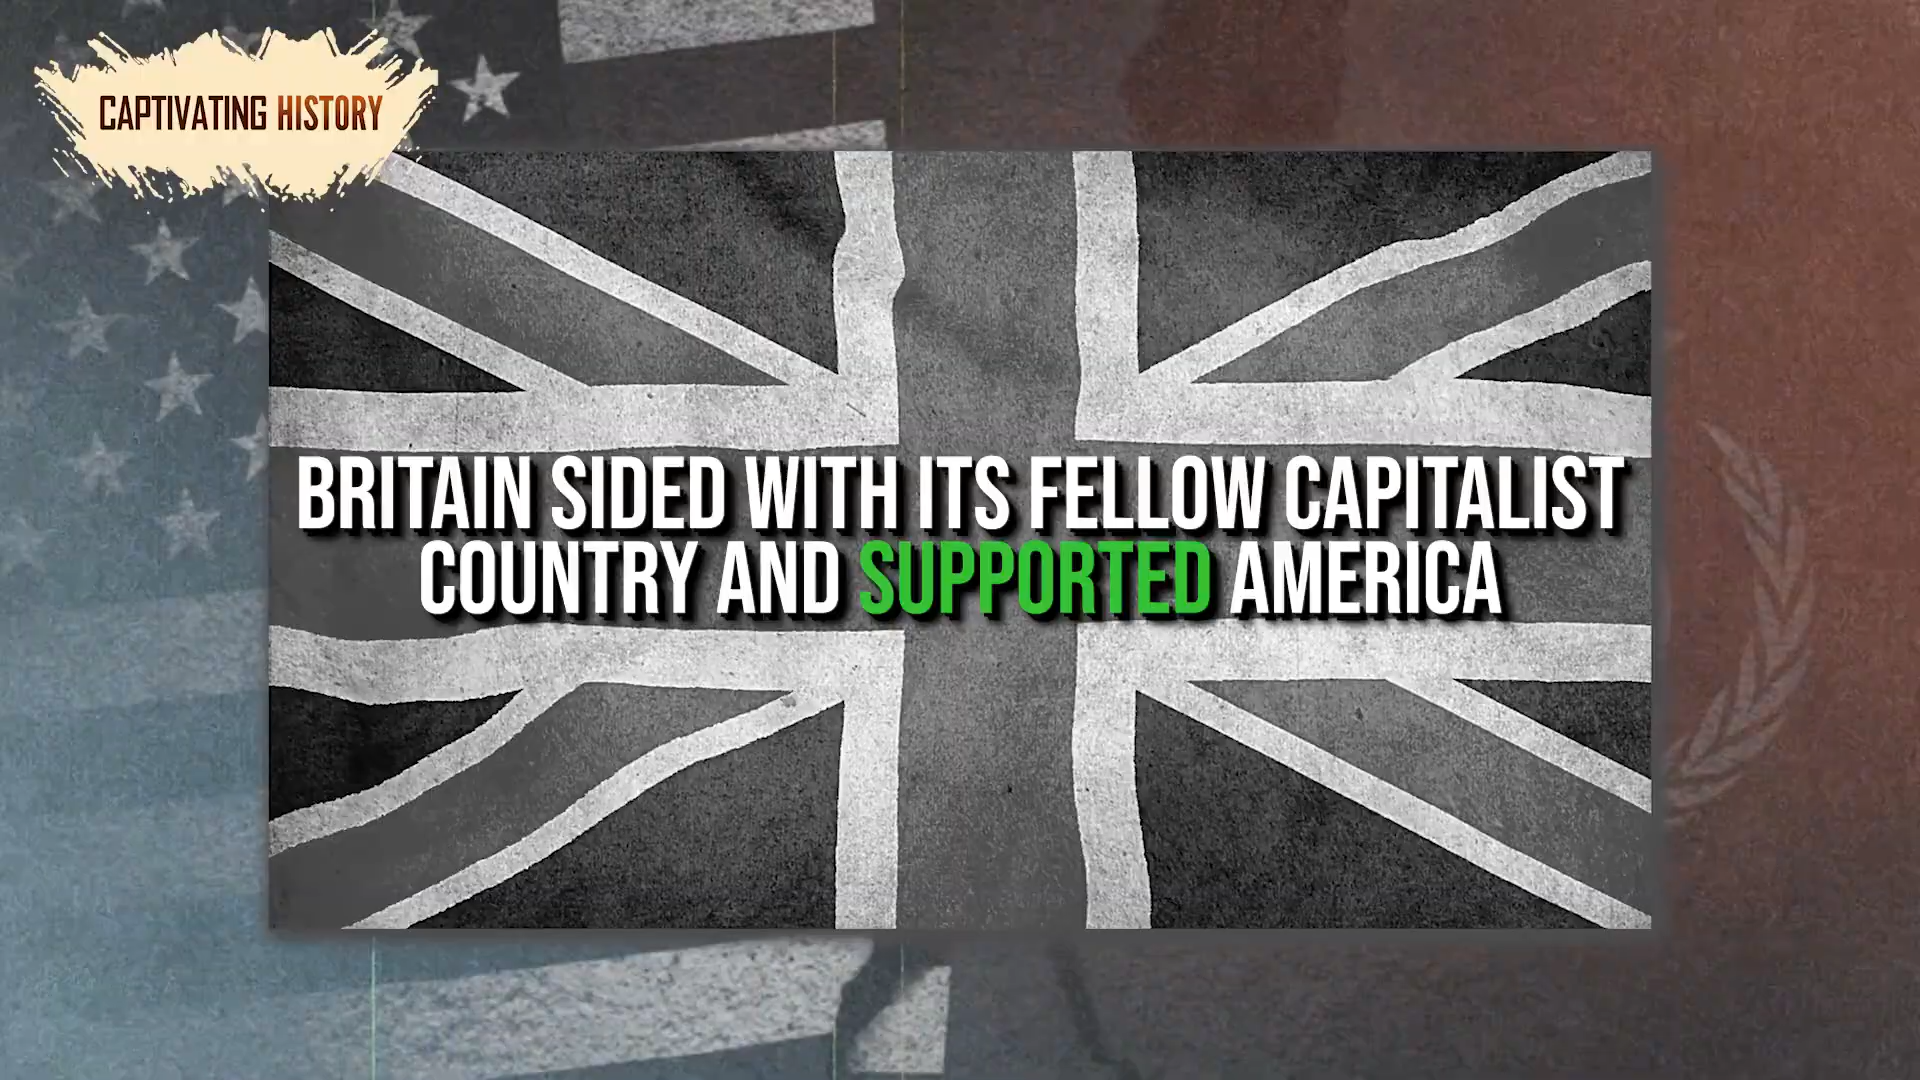 CAPTIVATING HISTORY
BRITAIN SIDED WITH ITS FELLOW CAPITALIST
COUNTRY AND SUPPORTED AMERICA